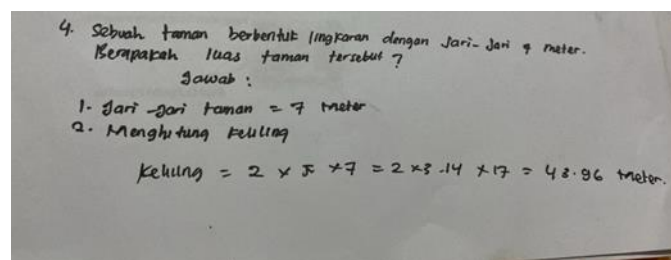 4. Sebuah taman berbentuk lingkaran dengan Jari-Jari 9 meter.
Berapakah luas taman tersebut ?
Jawab :
1. Jari-Jari taman = 7 meter
2. Menghitung keliling
Keliling = 2 × π × 7 = 2 × 3.14 × 17 = 43.96 meter.